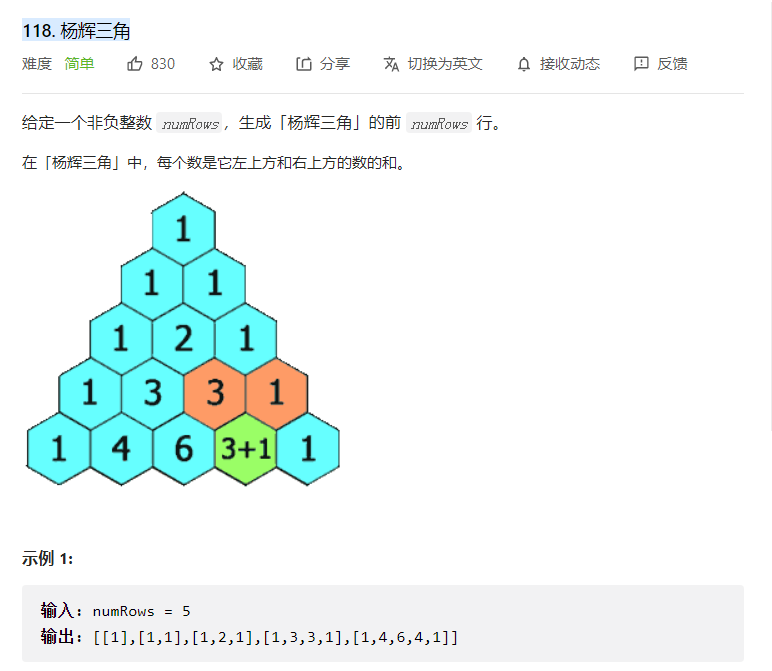 118. 杨辉三角
难度 简单 830 收藏 分享 切换为英文 接收动态 反馈
给定一个非负整数 numRows，生成「杨辉三角」的前 numRows 行。
在「杨辉三角」中，每个数是它左上方和右上方的数的和。
1
1 1
1 2 1
1 3 3 1
1 4 6 3+1 1
示例 1:
输入: numRows = 5
输出: [[1],[1,1],[1,2,1],[1,3,3,1],[1,4,6,4,1]]